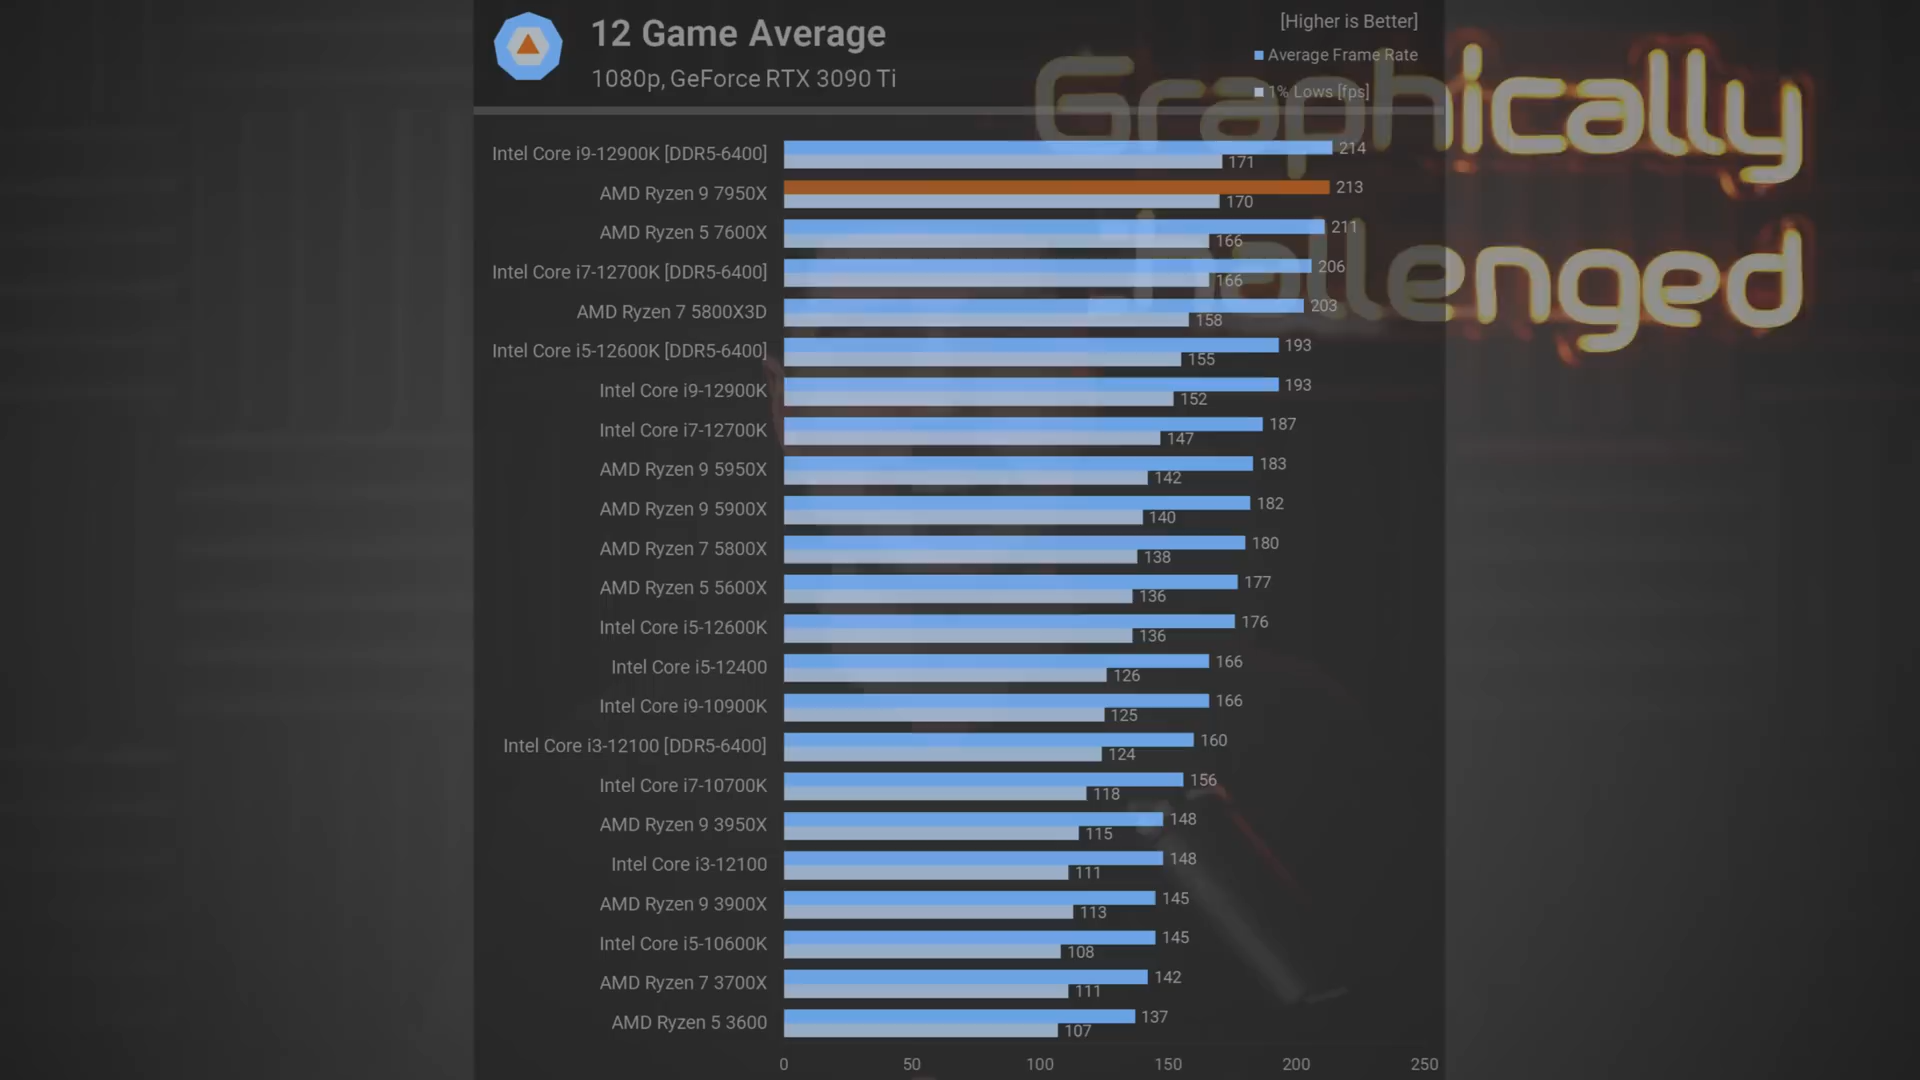 12 Game Average
1080p, GeForce RTX 3090 Ti
[Higher is Better]
Average Frame Rate
1% Lows [fps]
Graphically
Challenged
Intel Core i9-12900K [DDR5-6400] 214 171
AMD Ryzen 9 7950X 213 170
AMD Ryzen 5 7600X 211 166
Intel Core i7-12700K [DDR5-6400] 206 166
AMD Ryzen 7 5800X3D 203 158
Intel Core i5-12600K [DDR5-6400] 193 155
Intel Core i9-12900K 193 152
Intel Core i7-12700K 187 147
AMD Ryzen 9 5950X 183 142
AMD Ryzen 9 5900X 182 140
AMD Ryzen 7 5800X 180 138
AMD Ryzen 5 5600X 177 136
Intel Core i5-12600K 176 136
Intel Core i5-12400 166 126
Intel Core i9-10900K 166 125
Intel Core i3-12100 [DDR5-6400] 160 124
Intel Core i7-10700K 156 118
AMD Ryzen 9 3950X 148 115
Intel Core i3-12100 148 111
AMD Ryzen 9 3900X 145 113
Intel Core i5-10600K 145 108
AMD Ryzen 7 3700X 142 111
AMD Ryzen 5 3600 137 107
0 50 100 150 200 250